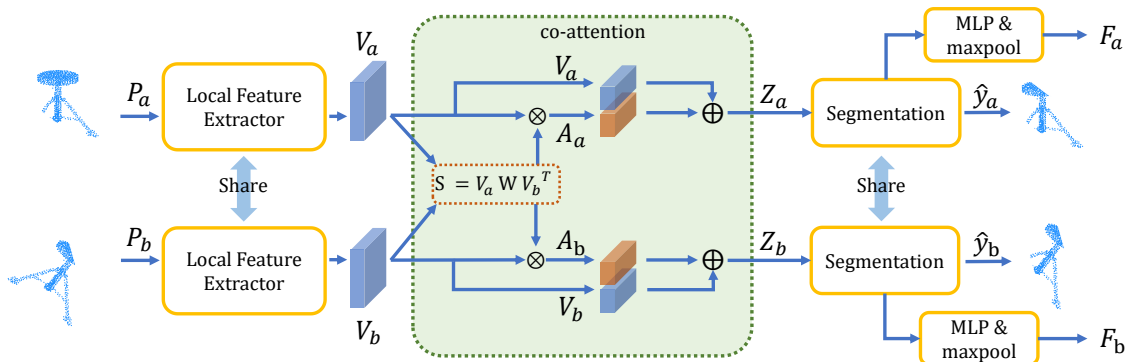 co-attention
MLP &
maxpool
F_a
V_a
V_a
P_a
Local Feature
Extractor
⊗
A_a
⊕
Z_a
Segmentation
ŷ_a
Share
S = V_a W V_b^T
Share
P_b
Local Feature
Extractor
⊗
A_b
⊕
Z_b
Segmentation
ŷ_b
V_b
V_b
MLP &
maxpool
F_b